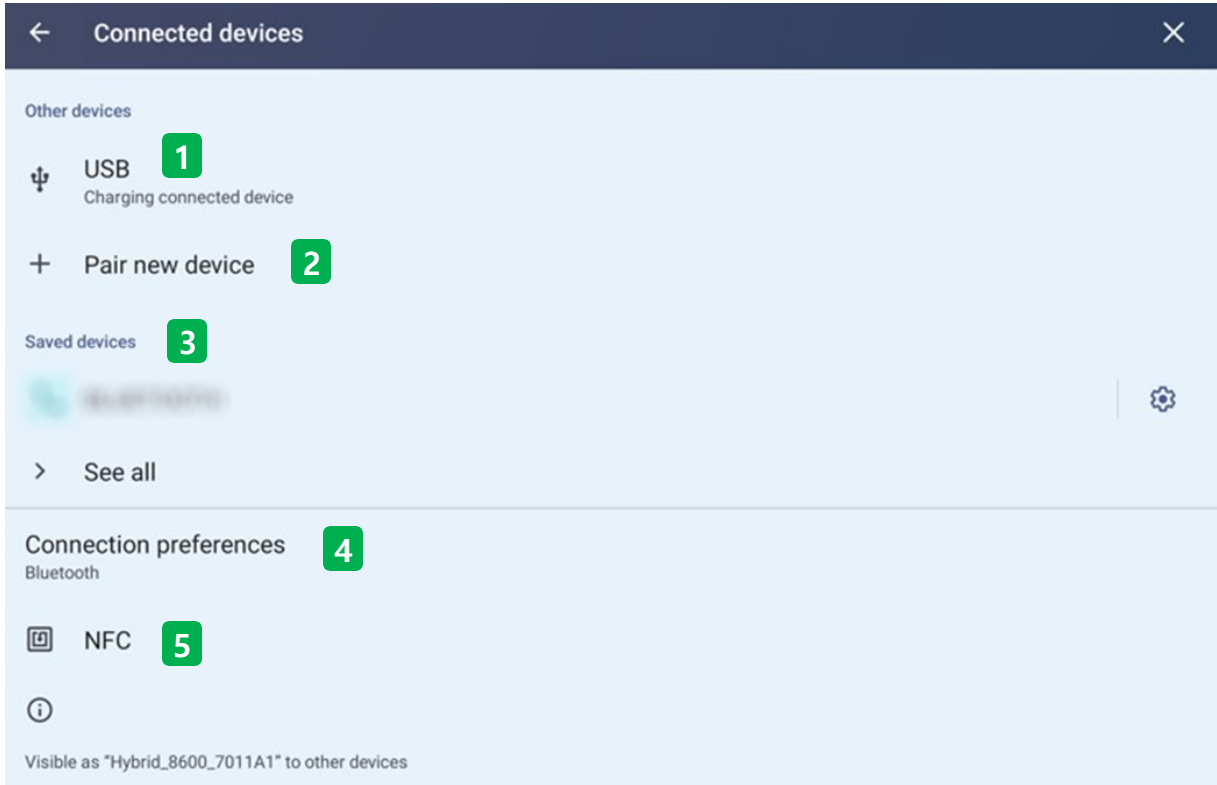 Connected devices
Other devices
USB
1
Charging connected device
Pair new device
2
Saved devices
3
See all
Connection preferences
4
Bluetooth
NFC
5
Visible as "Hybrid_8600_7011A1" to other devices